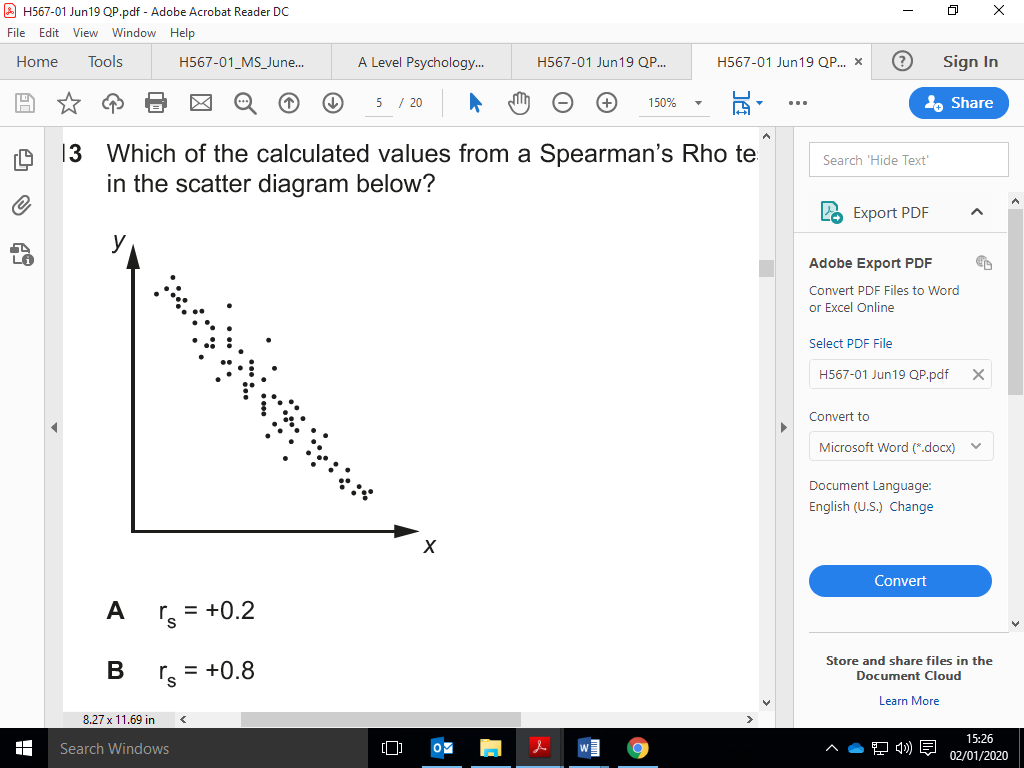 H567-01 Jun19 QP.pdf - Adobe Acrobat Reader DC
File Edit View Window Help
Home Tools H567-01_MS_June... A Level Psychology... H567-01 Jun19 QP... H567-01 Jun19 QP... × ? Sign In
5 / 20 150% Share
13 Which of the calculated values from a Spearman's Rho te
in the scatter diagram below?
y
x
A rs = +0.2
B rs = +0.8
8.27 x 11.69 in
Search 'Hide Text'
Export PDF
Adobe Export PDF
Convert PDF Files to Word
or Excel Online
Select PDF File
H567-01 Jun19 QP.pdf
Convert to
Microsoft Word (*.docx)
Document Language:
English (U.S.) Change
Convert
Store and share files in the
Document Cloud
Learn More
Search Windows
15:26
02/01/2020